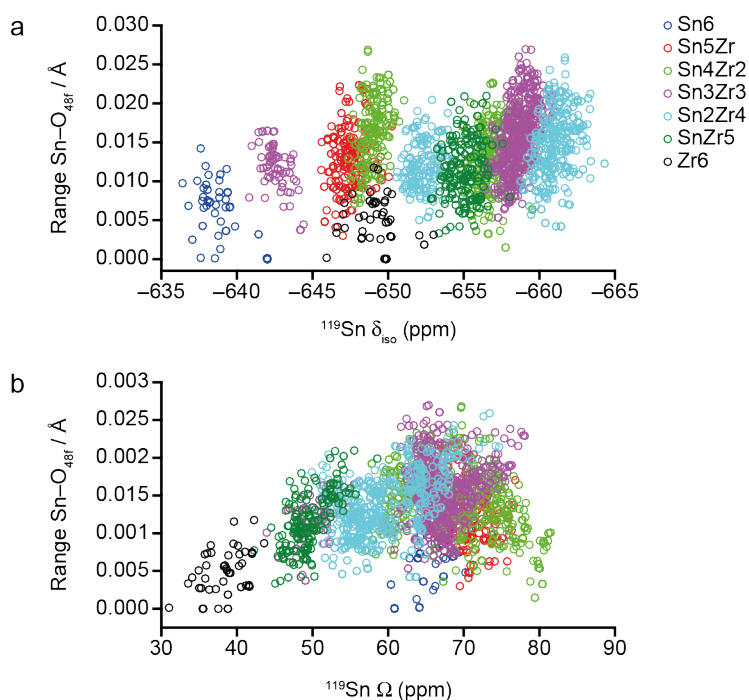 a
Range Sn–O48f / Å
0.030
0.025
0.020
0.015
0.010
0.005
0.000
–635 –640 –645 –650 –655 –660 –665
119Sn δiso (ppm)
Sn6
Sn5Zr
Sn4Zr2
Sn3Zr3
Sn2Zr4
SnZr5
Zr6
b
Range Sn–O48f / Å
0.003
0.025
0.002
0.0015
0.001
0.005
0.000
30 40 50 60 70 80 90
119Sn Ω (ppm)